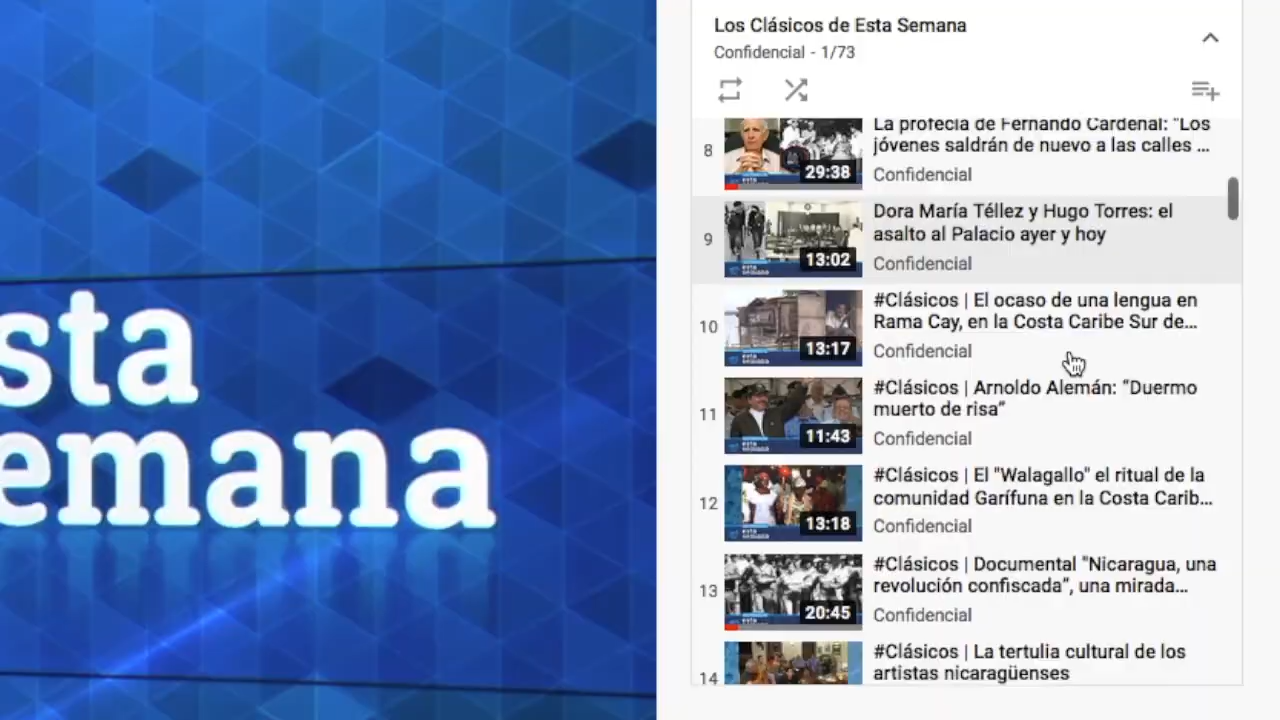 sta
emana
Los Clásicos de Esta Semana
Confidencial - 1/73
8
29:38
La profecía de Fernando Cardenal: "Los
jóvenes saldrán de nuevo a las calles ...
Confidencial
9
13:02
Dora María Téllez y Hugo Torres: el
asalto al Palacio ayer y hoy
Confidencial
10
13:17
#Clásicos | El ocaso de una lengua en
Rama Cay, en la Costa Caribe Sur de...
Confidencial
11
11:43
#Clásicos | Arnoldo Alemán: “Duermo
muerto de risa”
Confidencial
12
13:18
#Clásicos | El "Walagallo" el ritual de la
comunidad Garífuna en la Costa Carib...
Confidencial
13
20:45
#Clásicos | Documental "Nicaragua, una
revolución confiscada”, una mirada...
Confidencial
14
#Clásicos | La tertulia cultural de los
artistas nicaragüenses